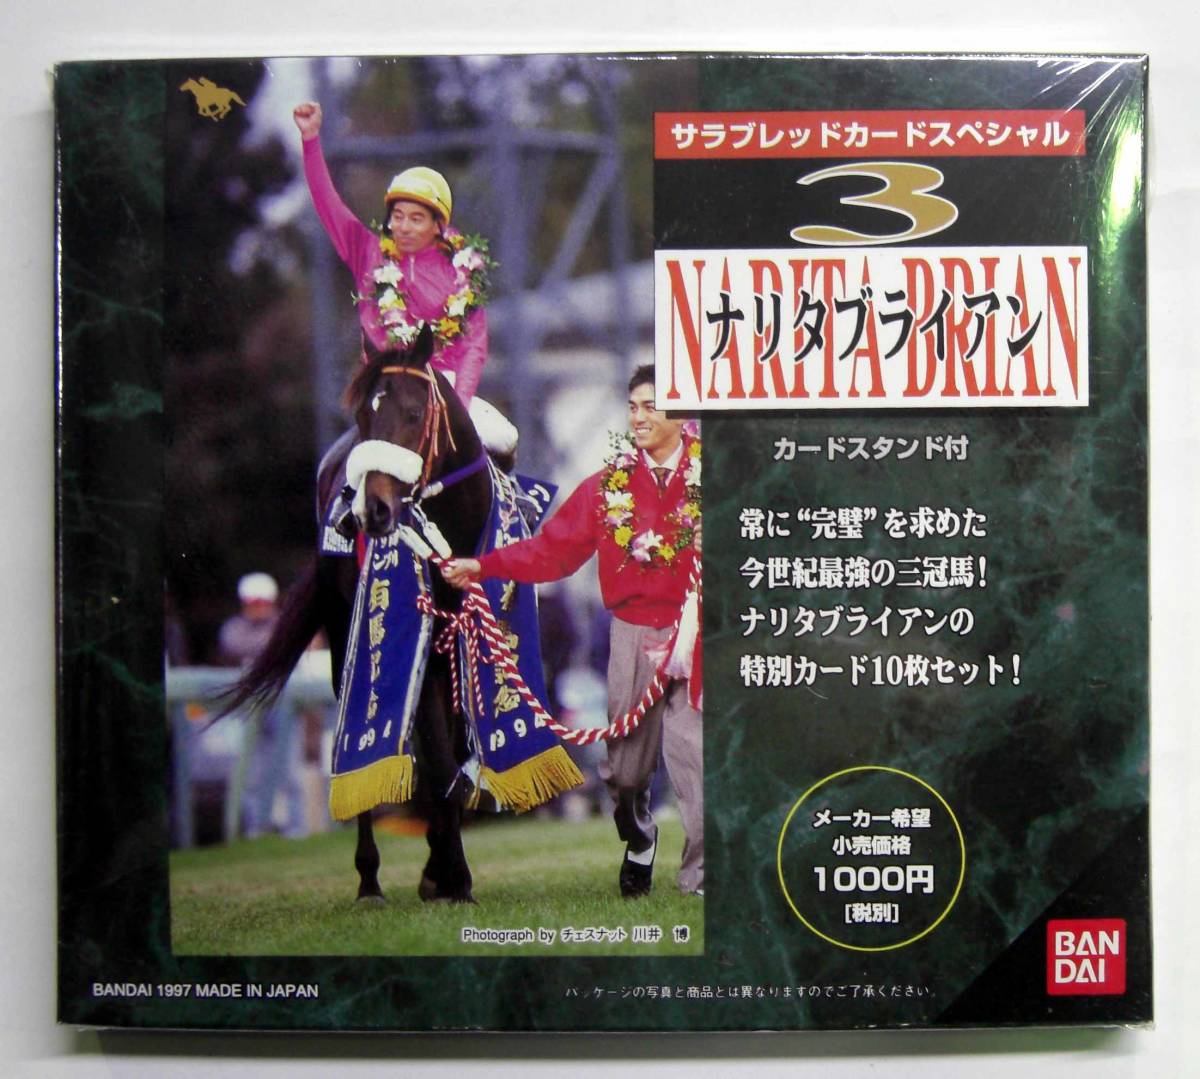 サラブレッドカードスペシャル
3
NARITA BRIAN
ナリタブライアン
カードスタンド付
常に“完璧”を求めた
今世紀最強の三冠馬!
ナリタブライアンの
特別カード10枚セット!
メーカー希望
小売価格
1000円
[税別]
有馬記念
1994
1994
Photograph by チェスナット 川井 博
BANDAI 1997 MADE IN JAPAN
パッケージの写真と商品とは異なりますのでご了承ください。
BAN
DAI